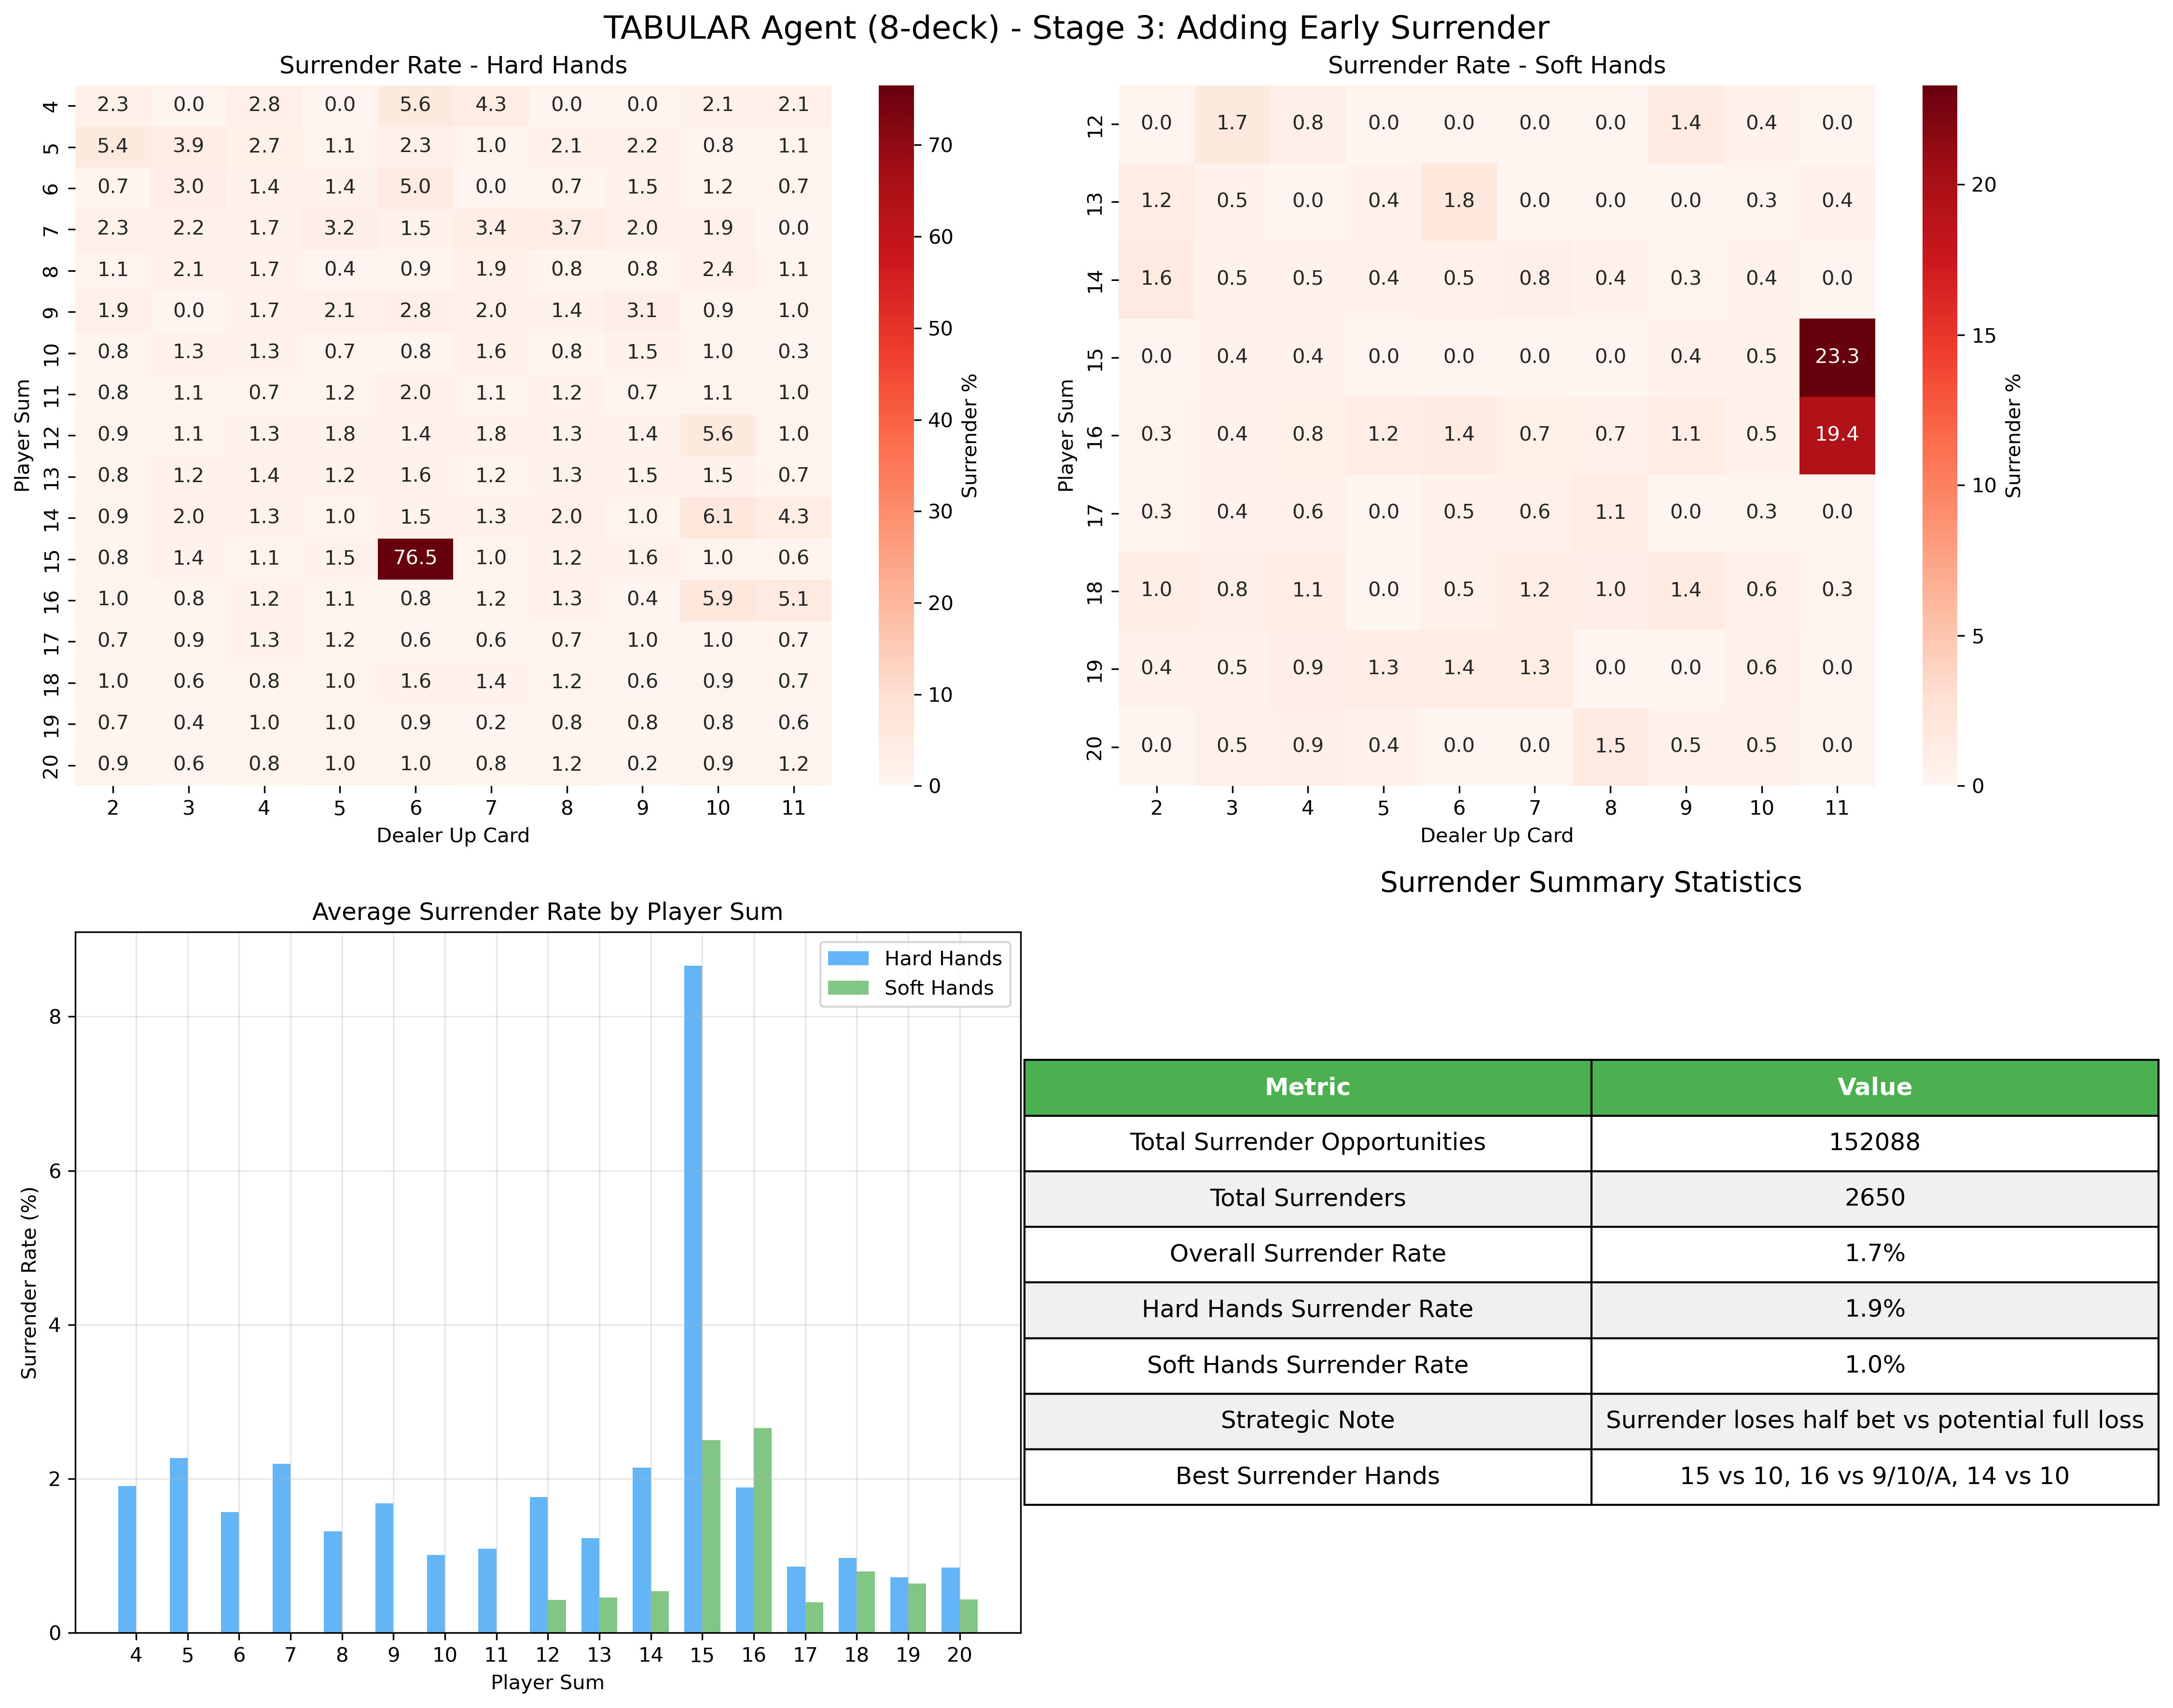 TABULAR Agent (8-deck) - Stage 3: Adding Early Surrender
Surrender Rate - Hard Hands
4 2.3 0.0 2.8 0.0 5.6 4.3 0.0 0.0 2.1 2.1
5 5.4 3.9 2.7 1.1 2.3 1.0 2.1 2.2 0.8 1.1
6 0.7 3.0 1.4 1.4 5.0 0.0 0.7 1.5 1.2 0.7
7 2.3 2.2 1.7 3.2 1.5 3.4 3.7 2.0 1.9 0.0
8 1.1 2.1 1.7 0.4 0.9 1.9 0.8 0.8 2.4 1.1
9 1.9 0.0 1.7 2.1 2.8 2.0 1.4 3.1 0.9 1.0
10 0.8 1.3 1.3 0.7 0.8 1.6 0.8 1.5 1.0 0.3
11 0.8 1.1 0.7 1.2 2.0 1.1 1.2 0.7 1.1 1.0
12 0.9 1.1 1.3 1.8 1.4 1.8 1.3 1.4 5.6 1.0
13 0.8 1.2 1.4 1.2 1.6 1.2 1.3 1.5 1.5 0.7
14 0.9 2.0 1.3 1.0 1.5 1.3 2.0 1.0 6.1 4.3
15 0.8 1.4 1.1 1.5 76.5 1.0 1.2 1.6 1.0 0.6
16 1.0 0.8 1.2 1.1 0.8 1.2 1.3 0.4 5.9 5.1
17 0.7 0.9 1.3 1.2 0.6 0.6 0.7 1.0 1.0 0.7
18 1.0 0.6 0.8 1.0 1.6 1.4 1.2 0.6 0.9 0.7
19 0.7 0.4 1.0 1.0 0.9 0.2 0.8 0.8 0.8 0.6
20 0.9 0.6 0.8 1.0 1.0 0.8 1.2 0.2 0.9 1.2
2 3 4 5 6 7 8 9 10 11
Dealer Up Card
Player Sum
70
60
50
40
30
20
10
0
Surrender %
Surrender Rate - Soft Hands
12 0.0 1.7 0.8 0.0 0.0 0.0 0.0 1.4 0.4 0.0
13 1.2 0.5 0.0 0.4 1.8 0.0 0.0 0.0 0.3 0.4
14 1.6 0.5 0.5 0.4 0.5 0.8 0.4 0.3 0.4 0.0
15 0.0 0.4 0.4 0.0 0.0 0.0 0.0 0.4 0.5 23.3
16 0.3 0.4 0.8 1.2 1.4 0.7 0.7 1.1 0.5 19.4
17 0.3 0.4 0.6 0.0 0.5 0.6 1.1 0.0 0.3 0.0
18 1.0 0.8 1.1 0.0 0.5 1.2 1.0 1.4 0.6 0.3
19 0.4 0.5 0.9 1.3 1.4 1.3 0.0 0.0 0.6 0.0
20 0.0 0.5 0.9 0.4 0.0 0.0 1.5 0.5 0.5 0.0
2 3 4 5 6 7 8 9 10 11
Dealer Up Card
Player Sum
20
15
10
5
0
Surrender %
Average Surrender Rate by Player Sum
Hard Hands
Soft Hands
8
6
4
2
0
Surrender Rate (%)
4 5 6 7 8 9 10 11 12 13 14 15 16 17 18 19 20
Player Sum
Surrender Summary Statistics
Metric Value
Total Surrender Opportunities 152088
Total Surrenders 2650
Overall Surrender Rate 1.7%
Hard Hands Surrender Rate 1.9%
Soft Hands Surrender Rate 1.0%
Strategic Note Surrender loses half bet vs potential full loss
Best Surrender Hands 15 vs 10, 16 vs 9/10/A, 14 vs 10